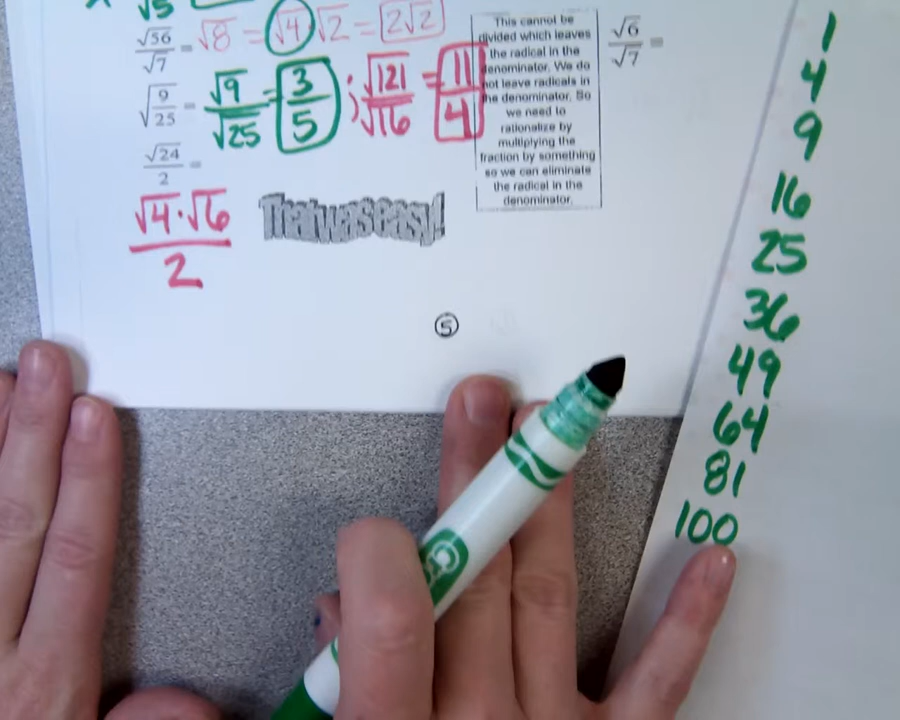 √5
√56/√7 = √8 = √4 √2 = 2√2
√(9/25) = √9/√25 = 3/5 ; √121/√16 = 11/4
√24/2 =
√4·√6/2
That was easy!
This cannot be
divided which leaves
the radical in the
denominator. We do
not leave radicals in
the denominator. So
we need to
rationalize by
multiplying the
fraction by something
so we can eliminate
the radical in the
denominator.
√6/√7 =
5
1
4
9
16
25
36
49
64
81
100